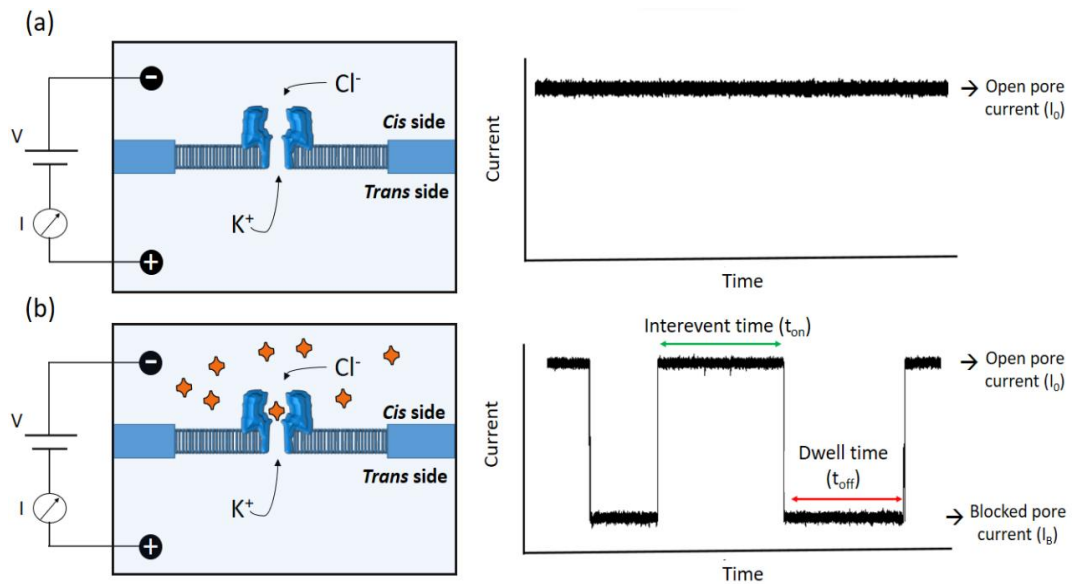 (a)
V
I
−
+
Cl-
Cis side
Trans side
K+
Current
Time
Open pore
current (I0)
(b)
V
I
−
+
Cl-
Cis side
Trans side
K+
Current
Interevent time (ton)
Open pore
current (I0)
Dwell time
(toff)
Blocked pore
current (IB)
Time